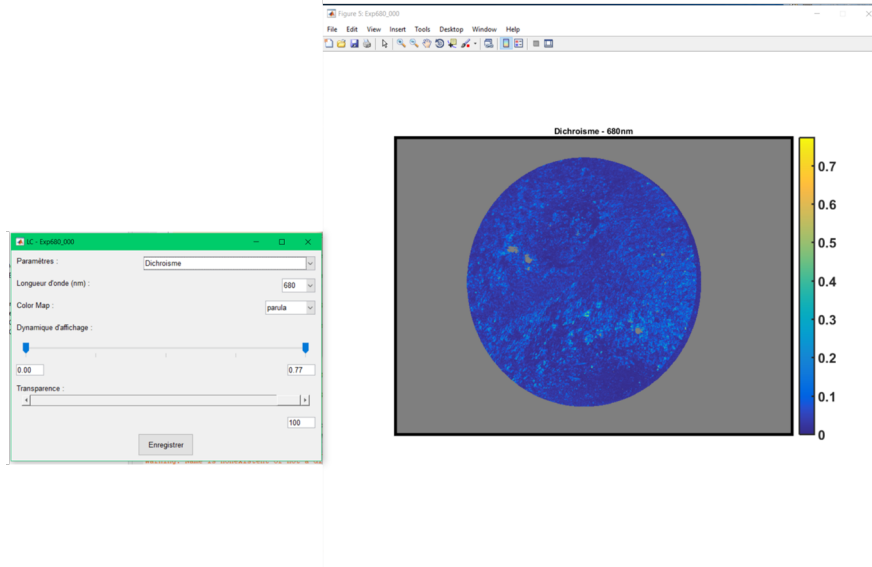 Figure 5: Exp680_000
File Edit View Insert Tools Desktop Window Help
Dichroisme - 680nm
0.7
0.6
0.5
0.4
0.3
0.2
0.1
0
LC - Exp680_000
Paramètres :
Dichroisme
Longueur d'onde (nm) :
680
Color Map :
parula
Dynamique d'affichage :
0.00
0.77
Transparence :
100
Enregistrer